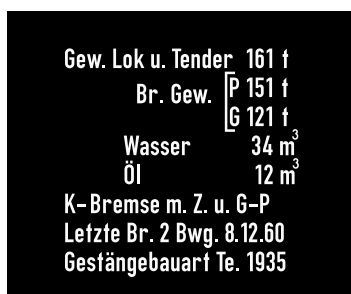 Gew. Lok u. Tender 161 t
Br. Gew. [P 151 t
G 121 t
Wasser 34 m³
Öl 12 m³
K-Bremse m. Z. u. G-P
Letzte Br. 2 Bwg. 8.12.60
Gestängebauart Te. 1935